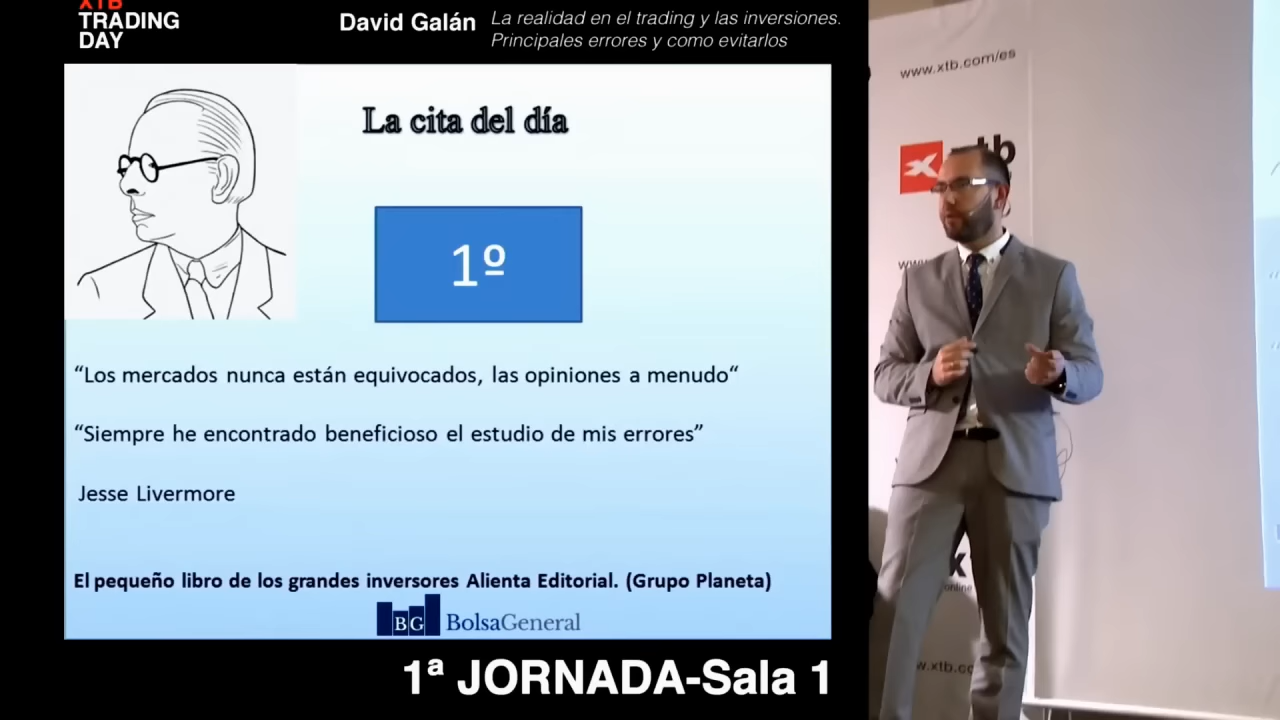 XTB
TRADING
DAY
David Galán
La realidad en el trading y las inversiones.
Principales errores y como evitarlos
La cita del día
1º
“Los mercados nunca están equivocados, las opiniones a menudo“
“Siempre he encontrado beneficioso el estudio de mis errores”
Jesse Livermore
El pequeño libro de los grandes inversores Alienta Editorial. (Grupo Planeta)
BG BolsaGeneral
1ª JORNADA-Sala 1
www.xtb.com/es
xtb
online